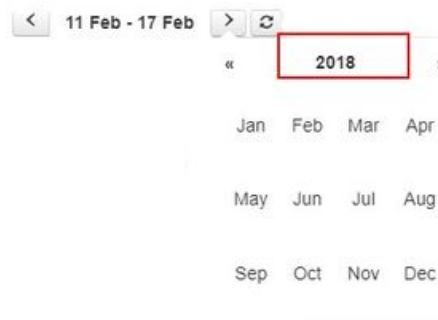 11 Feb - 17 Feb
« 2018
Jan Feb Mar Apr
May Jun Jul Aug
Sep Oct Nov Dec